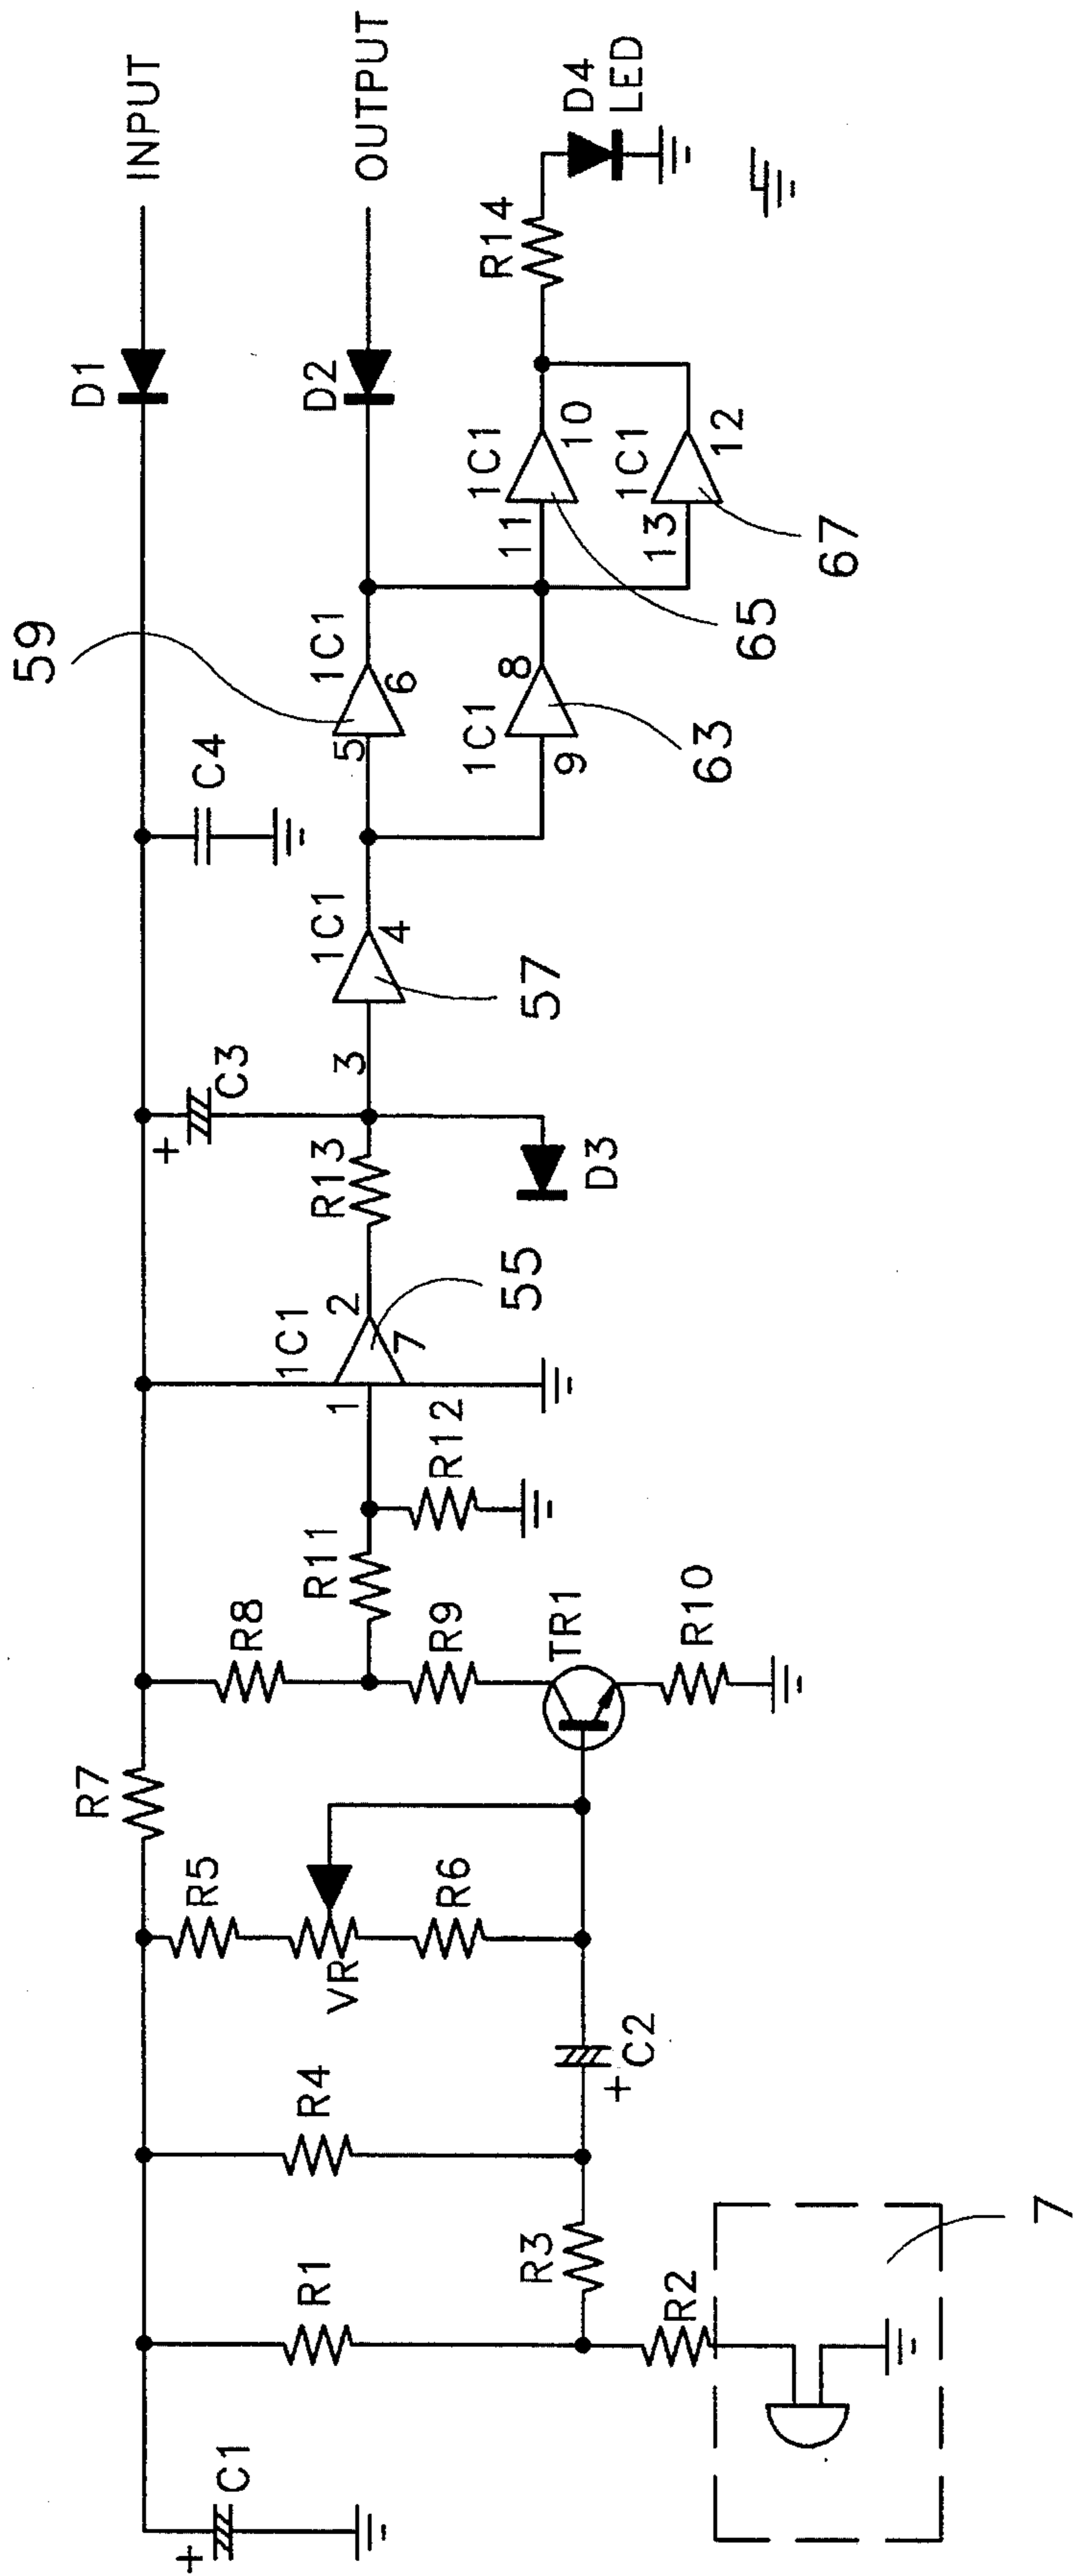 INPUT
OUTPUT
D1
D2
D4
LED
R14
59
1C1
5
6
1C1
11
10
1C1
13
12
67
65
1C1
9
8
63
C4
1C1
4
57
3
+
C3
R13
D3
1C1
1
2
7
55
R12
R11
R8
R9
TR1
R10
R7
R5
VR
R6
C2
+
R4
R3
R1
R2
7
C1
+